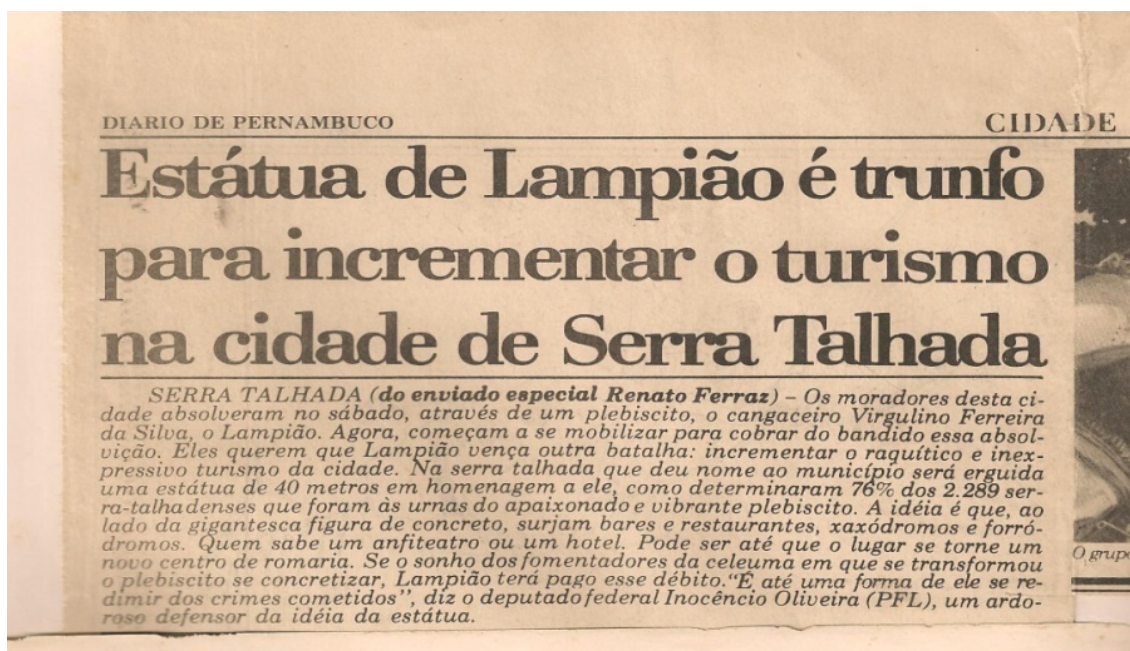 DIARIO DE PERNAMBUCO
CIDADE
Estátua de Lampião é trunfo
para incrementar o turismo
na cidade de Serra Talhada
SERRA TALHADA (do enviado especial Renato Ferraz) – Os moradores desta ci-
dade absolveram no sábado, através de um plebiscito, o cangaceiro Virgulino Ferreira
da Silva, o Lampião. Agora, começam a se mobilizar para cobrar do bandido essa absol-
vição. Eles querem que Lampião vença outra batalha: incrementar o raquítico e inex-
pressivo turismo da cidade. Na serra talhada que deu nome ao município será erguida
uma estátua de 40 metros em homenagem a ele, como determinaram 76% dos 2.289 ser-
ra-talhadenses que foram às urnas do apaixonado e vibrante plebiscito. A idéia é que, ao
lado da gigantesca figura de concreto, surjam bares e restaurantes, xaxódromos e forró-
dromos. Quem sabe um anfiteatro ou um hotel. Pode ser até que o lugar se torne um
novo centro de romaria. Se o sonho dos fomentadores da celeuma em que se transformou
o plebiscito se concretizar, Lampião terá pago esse débito. “É até uma forma de ele se re-
dimir dos crimes cometidos”, diz o deputado federal Inocêncio Oliveira (PFL), um ardo-
roso defensor da idéia da estátua.
O grupo